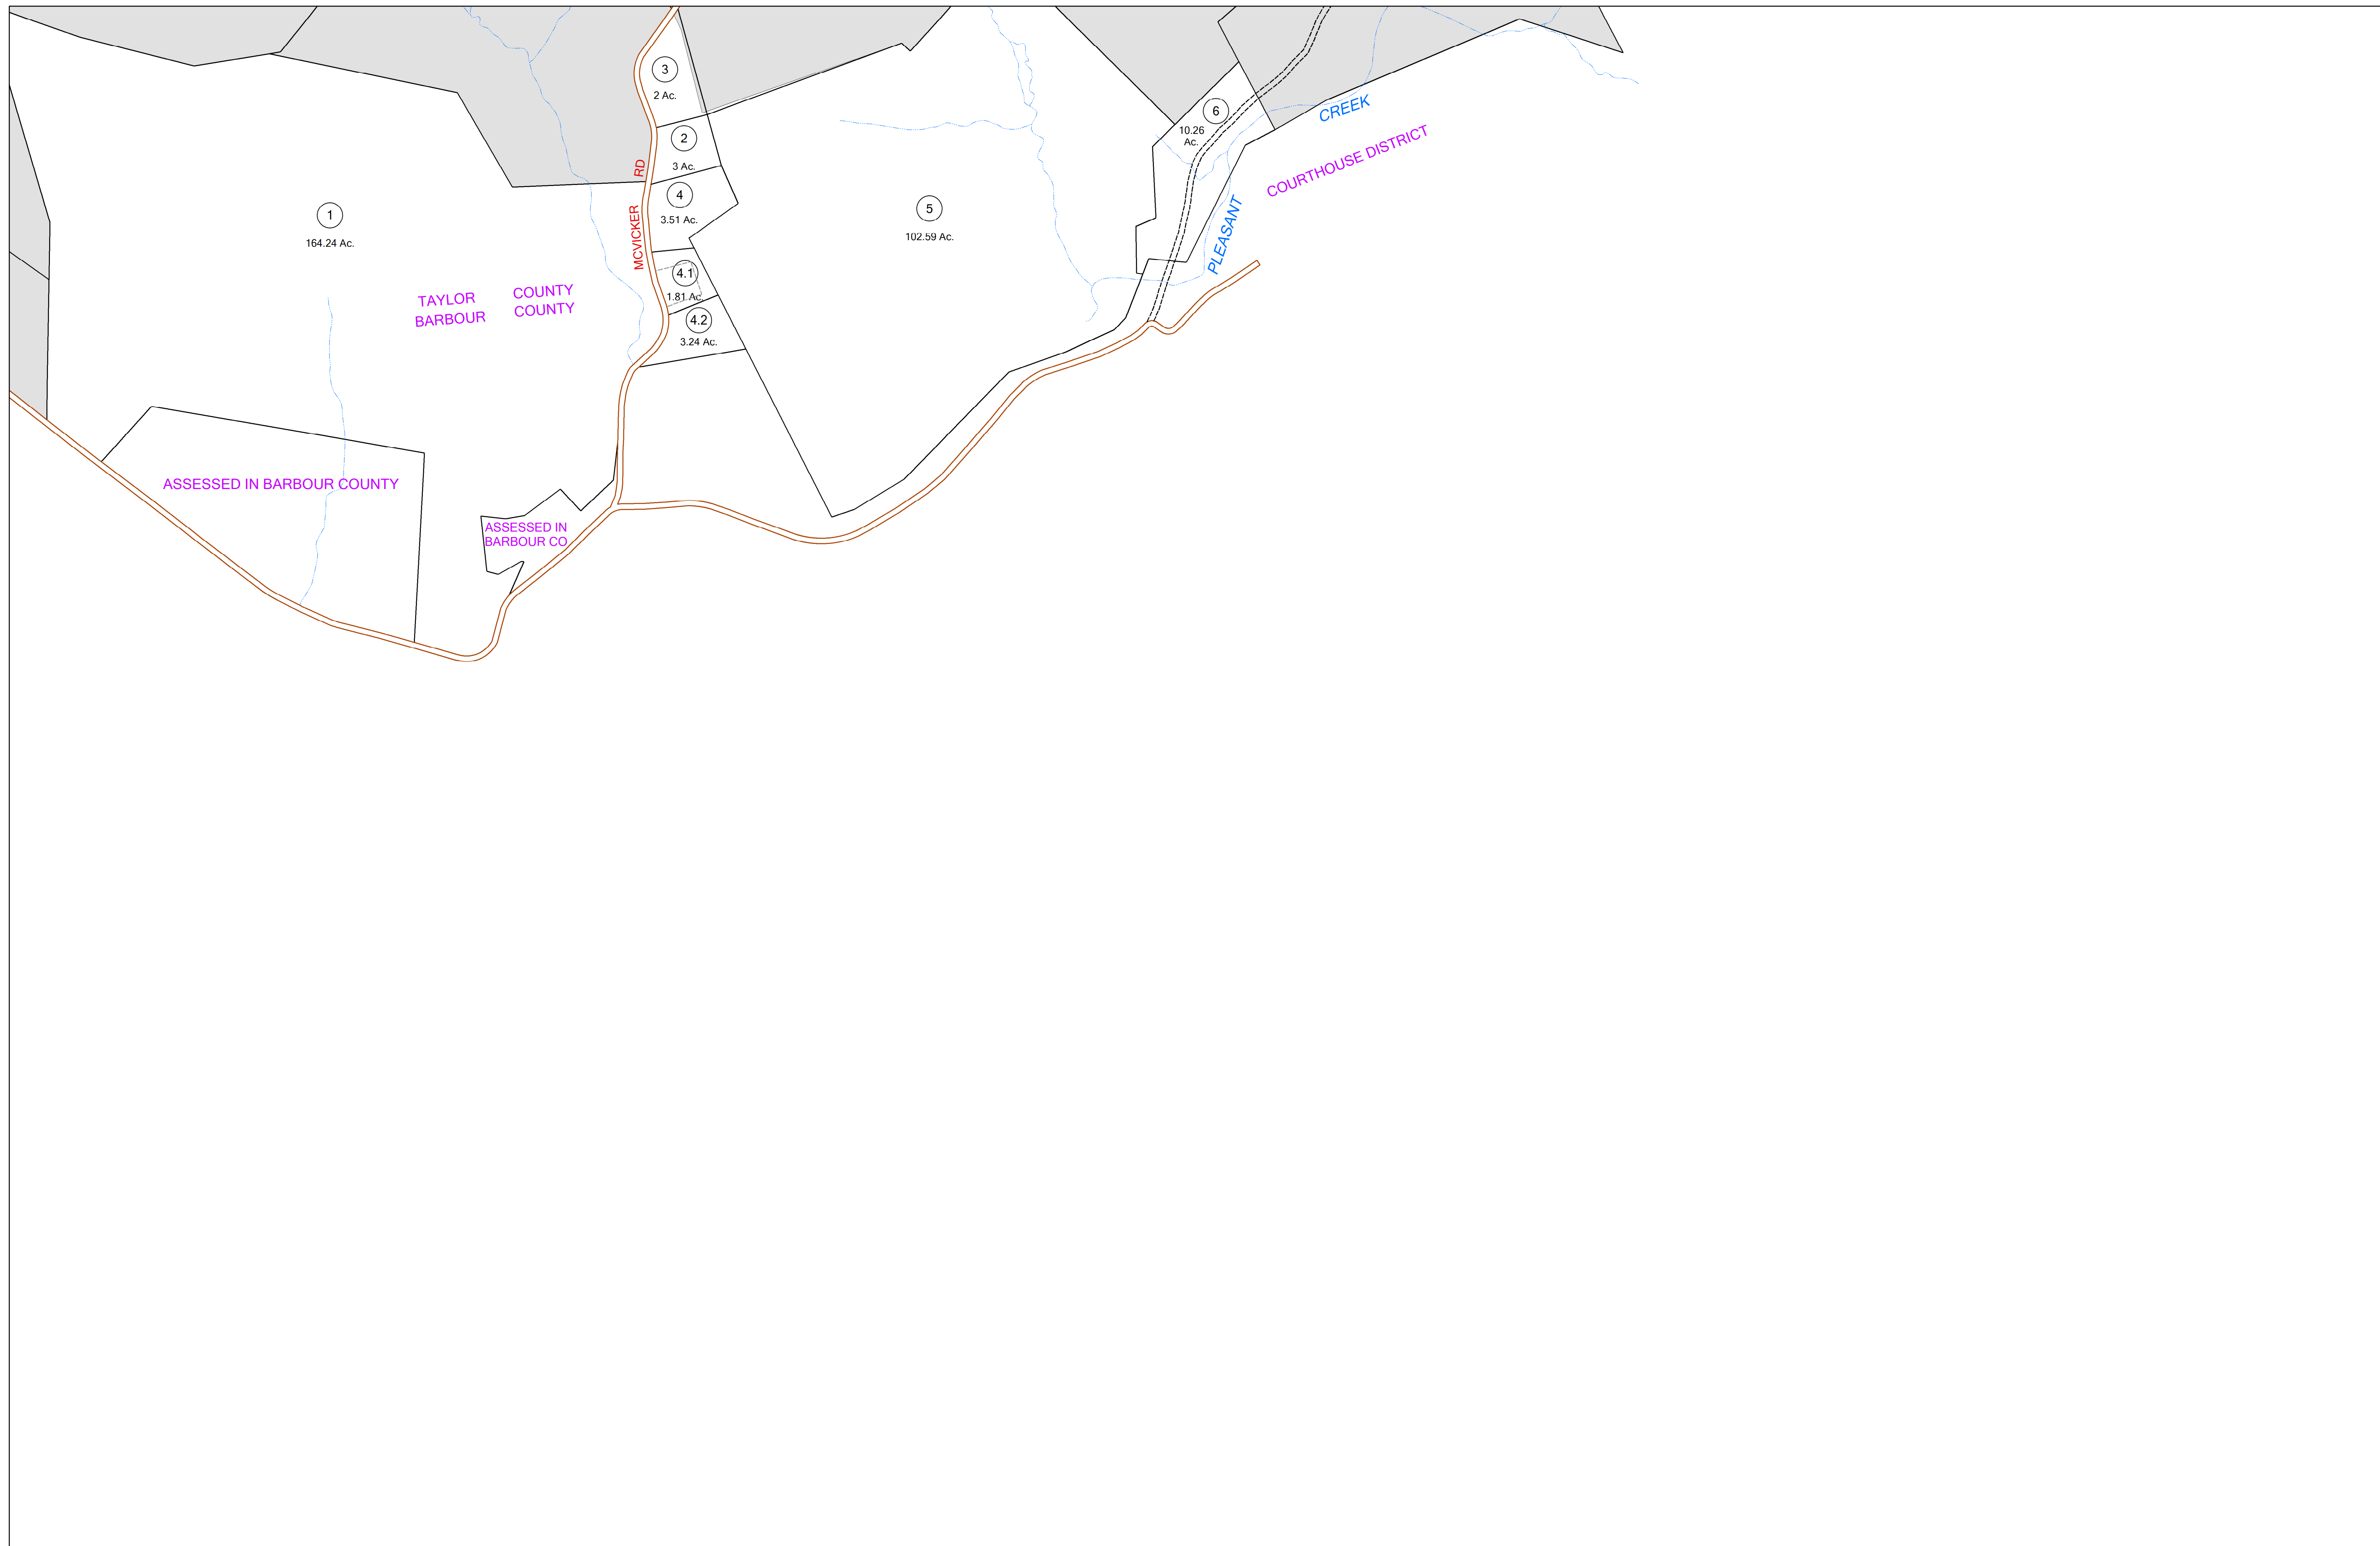 3
2 Ac.
2
3 Ac.
MCVICKER RD
4
3.51 Ac.
4.1
1.81 Ac.
4.2
3.24 Ac.
1
164.24 Ac.
TAYLOR COUNTY
BARBOUR COUNTY
ASSESSED IN BARBOUR COUNTY
ASSESSED IN
BARBOUR CO
5
102.59 Ac.
6
10.26
Ac.
PLEASANT CREEK
COURTHOUSE DISTRICT